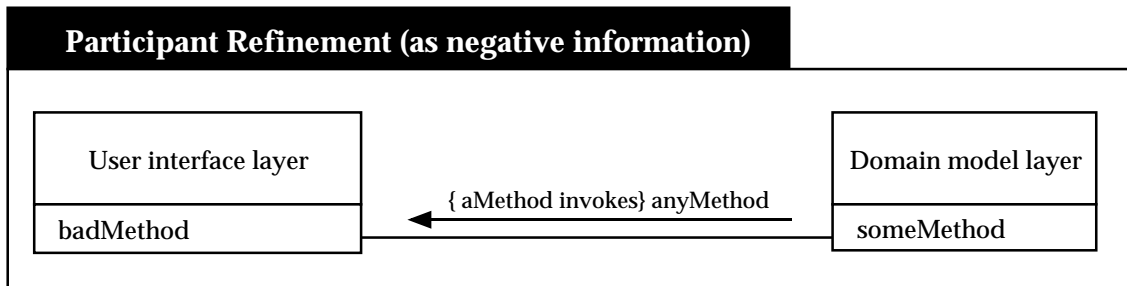 Participant Refinement (as negative information)
User interface layer
Domain model layer
{ aMethod invokes} anyMethod
badMethod
someMethod